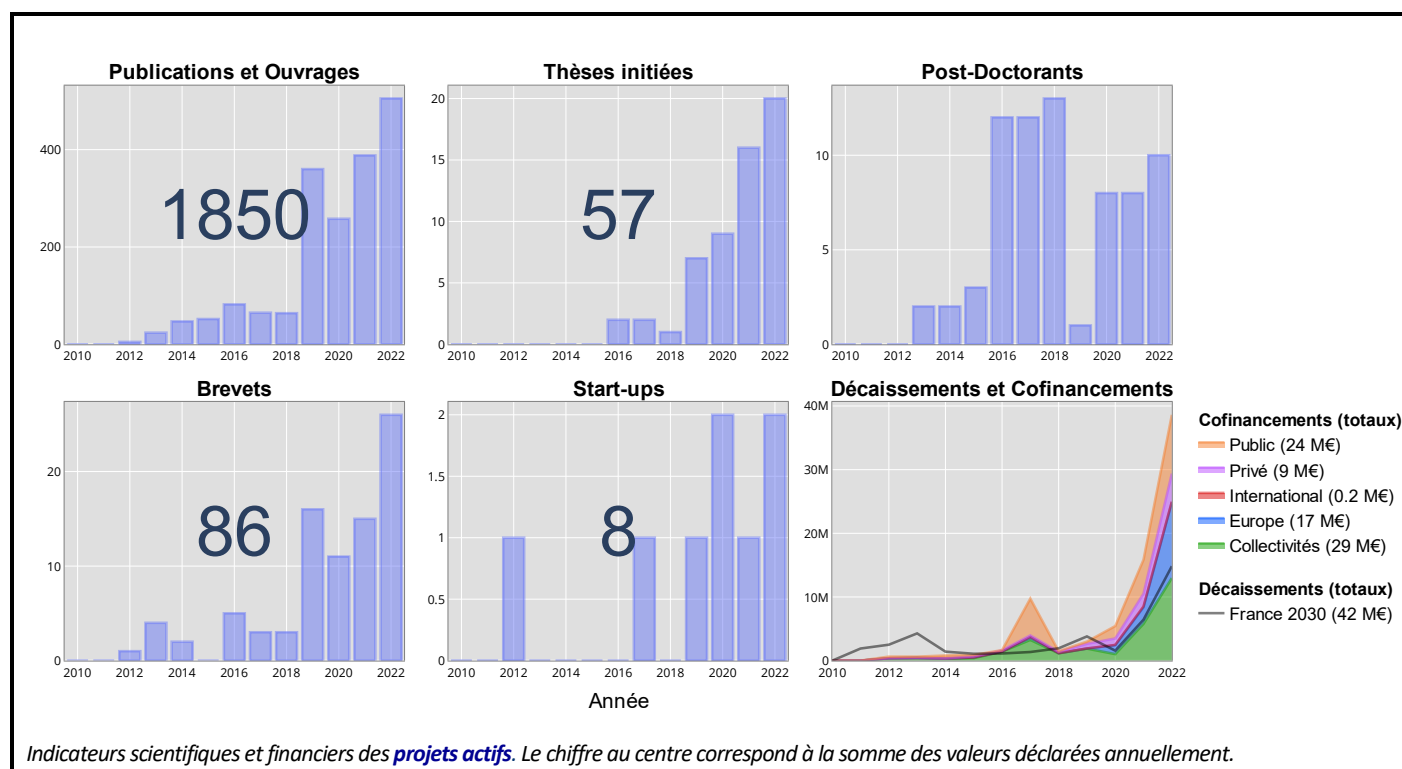 Publications et Ouvrages
400
200
0
2010 2012 2014 2016 2018 2020 2022
1850
Thèses initiées
20
15
10
5
0
2010 2012 2014 2016 2018 2020 2022
57
Post-Doctorants
10
5
0
2010 2012 2014 2016 2018 2020 2022
Brevets
20
10
0
2010 2012 2014 2016 2018 2020 2022
86
Start-ups
2
1.5
1
0.5
0
2010 2012 2014 2016 2018 2020 2022
8
Année
Décaissements et Cofinancements
40M
30M
20M
10M
0
2010 2012 2014 2016 2018 2020 2022
Cofinancements (totaux)
Public (24 M€)
Privé (9 M€)
International (0.2 M€)
Europe (17 M€)
Collectivités (29 M€)
Décaissements (totaux)
France 2030 (42 M€)
Indicateurs scientifiques et financiers des projets actifs. Le chiffre au centre correspond à la somme des valeurs déclarées annuellement.